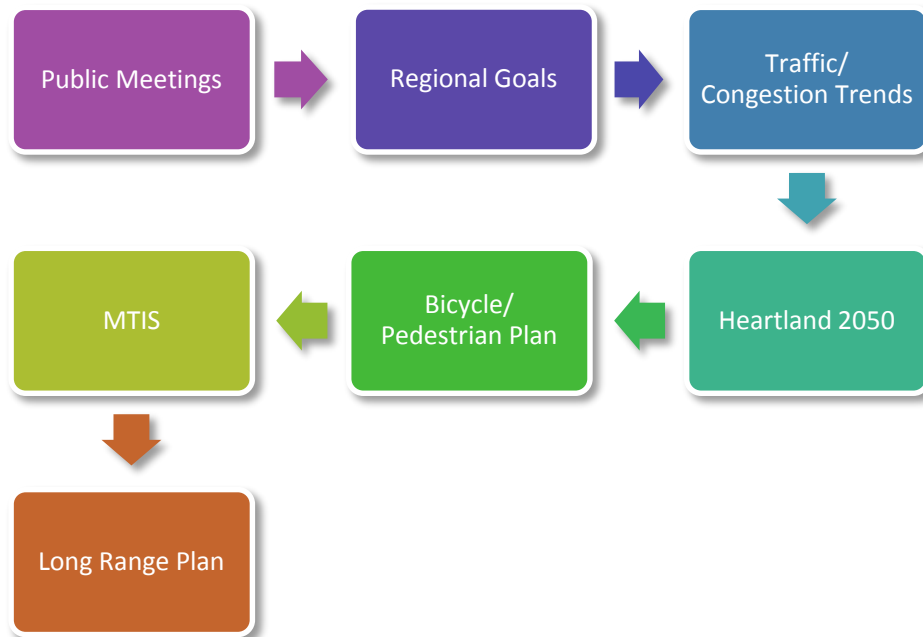 Public Meetings
Regional Goals
Traffic/
Congestion Trends
Heartland 2050
Bicycle/
Pedestrian Plan
MTIS
Long Range Plan